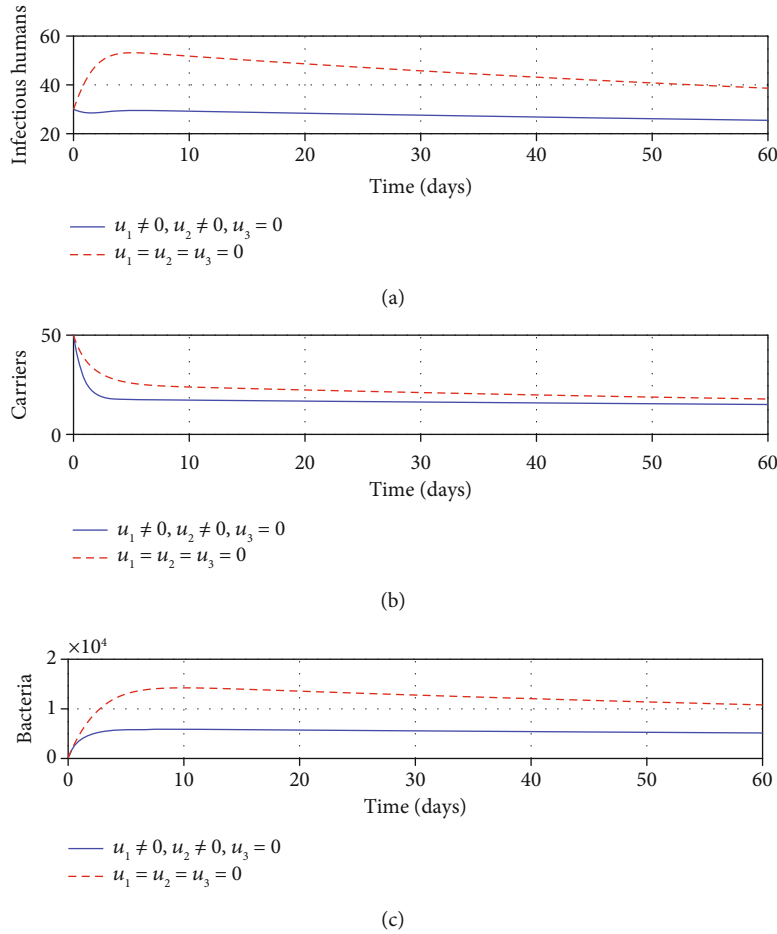 Infectious humans
60
40
20
0 10 20 30 40 50 60
Time (days)
u₁ ≠ 0, u₂ ≠ 0, u₃ = 0
u₁ = u₂ = u₃ = 0
(a)
Carriers
50
0
0 10 20 30 40 50 60
Time (days)
u₁ ≠ 0, u₂ ≠ 0, u₃ = 0
u₁ = u₂ = u₃ = 0
(b)
×10⁴
Bacteria
2
1
0
0 10 20 30 40 50 60
Time (days)
u₁ ≠ 0, u₂ ≠ 0, u₃ = 0
u₁ = u₂ = u₃ = 0
(c)